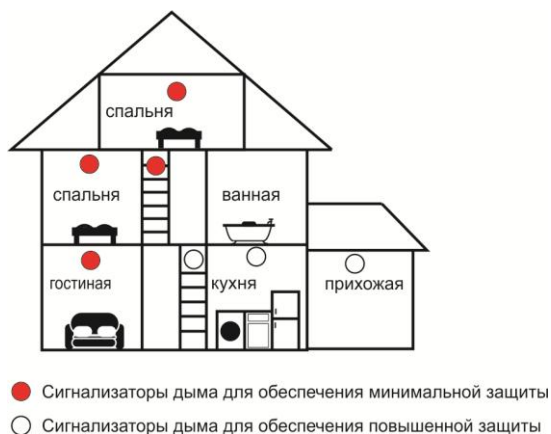 спальня
спальня
ванная
гостиная
кухня
прихожая
Сигнализаторы дыма для обеспечения минимальной защиты
Сигнализаторы дыма для обеспечения повышенной защиты